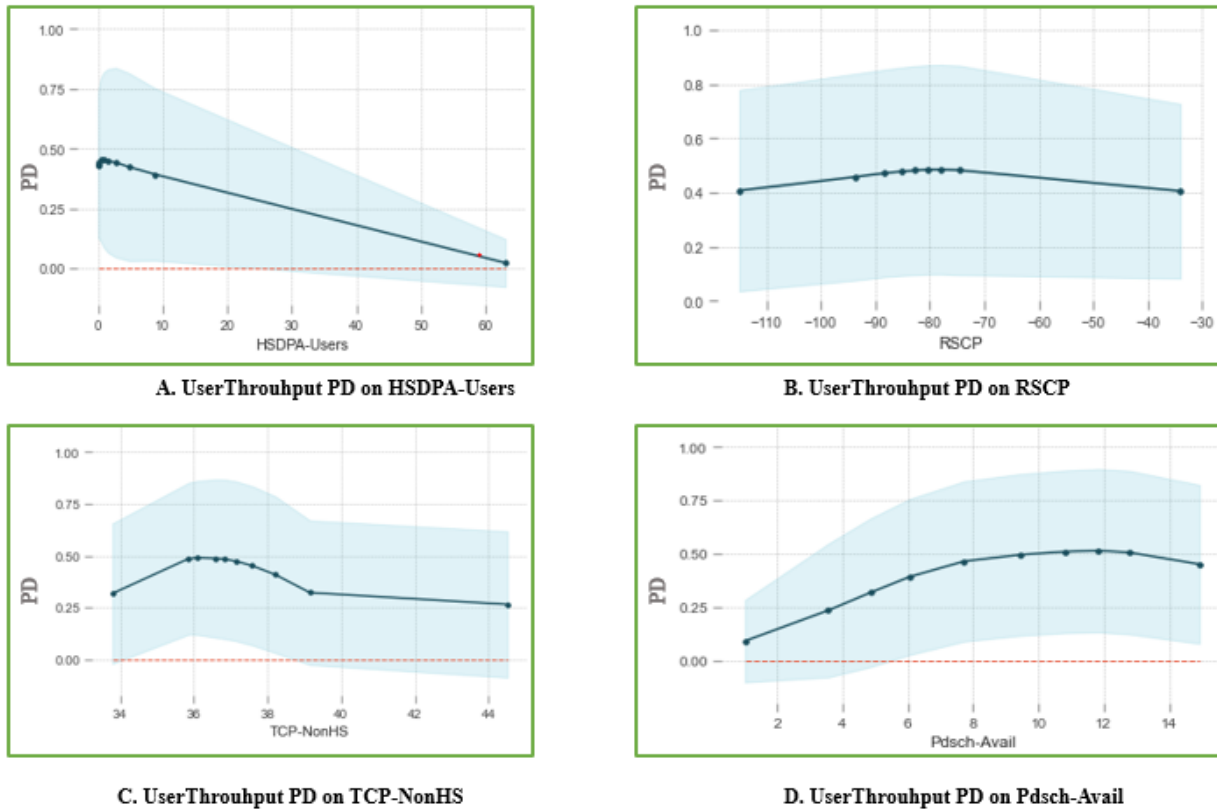 1.00
0.75
0.50
0.25
0.00
PD
0 10 20 30 40 50 60
HSDPA-Users
A. UserThrouhput PD on HSDPA-Users
1.0
0.8
0.6
0.4
0.2
0.0
PD
−110 −100 −90 −80 −70 −60 −50 −40 −30
RSCP
B. UserThrouhput PD on RSCP
1.00
0.75
0.50
0.25
0.00
PD
34 36 38 40 42 44
TCP-NonHS
C. UserThrouhput PD on TCP-NonHS
1.00
0.75
0.50
0.25
0.00
PD
2 4 6 8 10 12 14
Pdsch-Avail
D. UserThrouhput PD on Pdsch-Avail